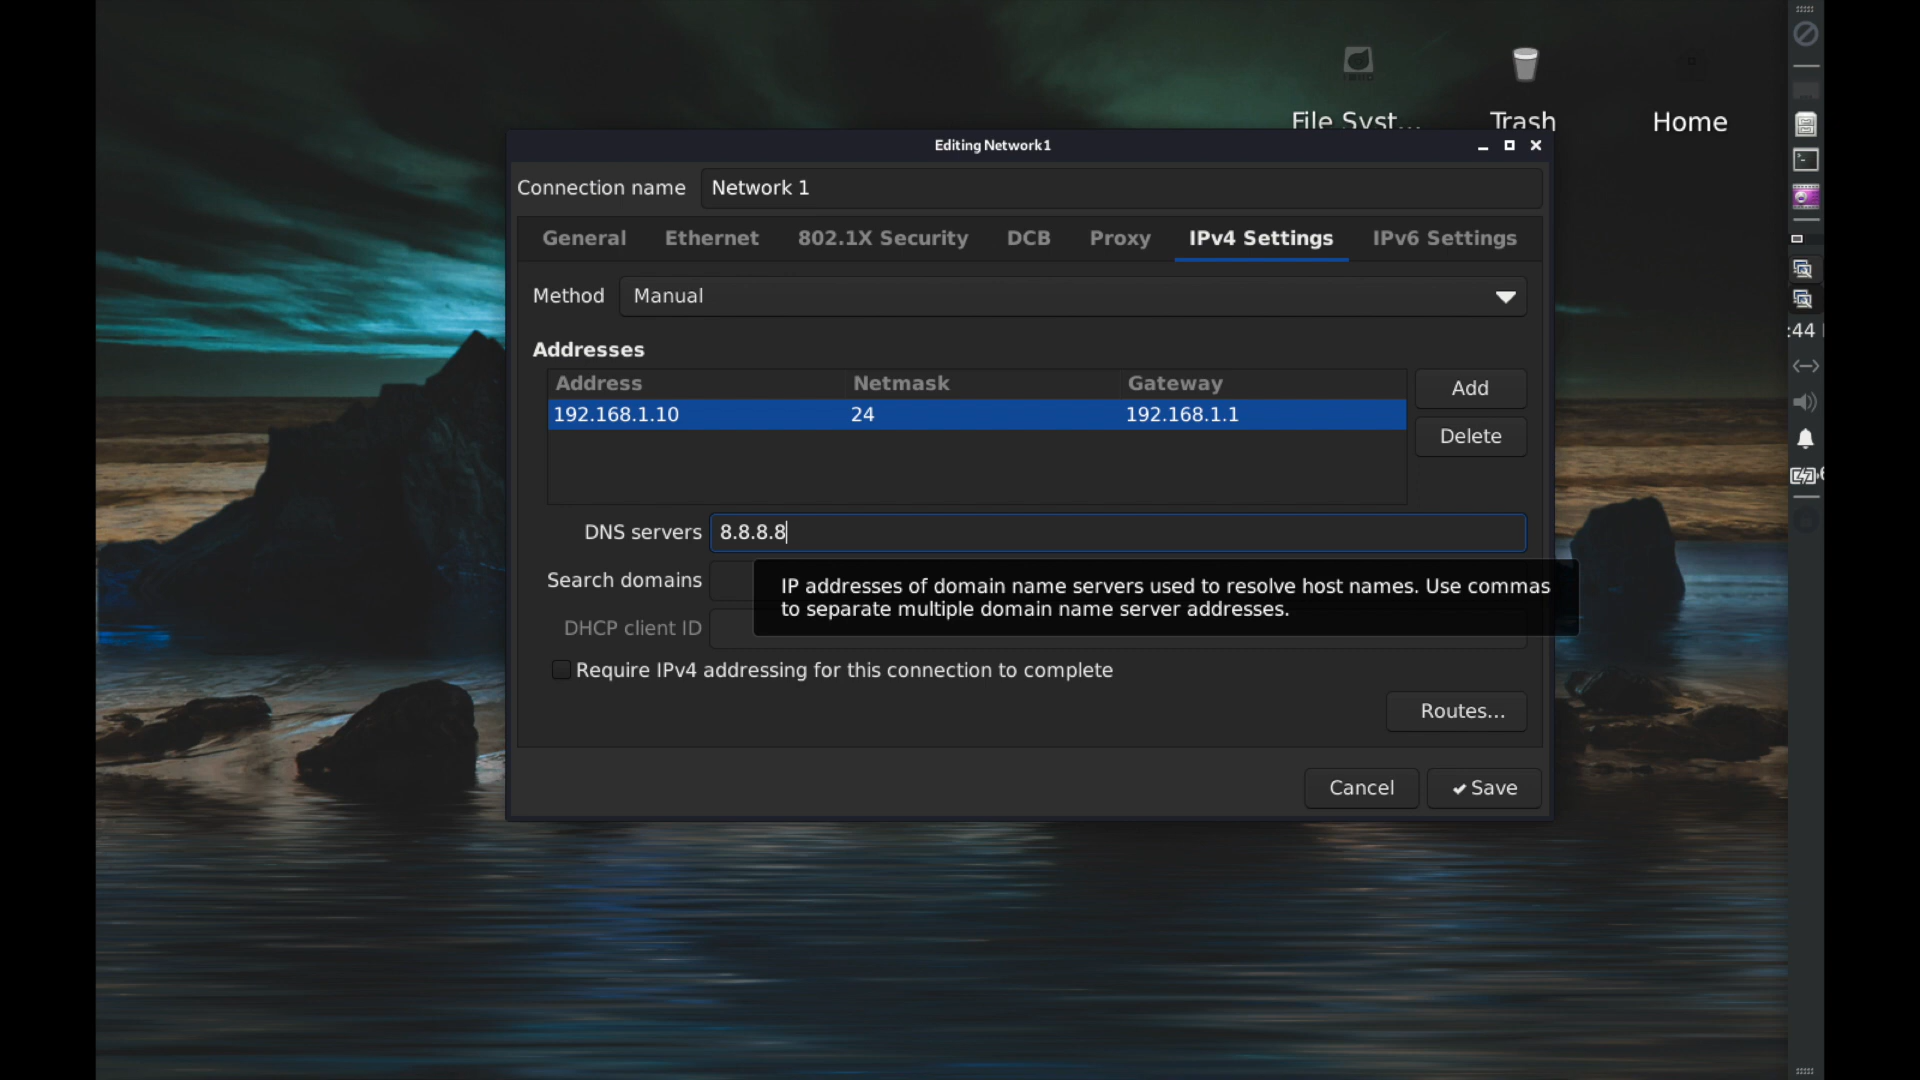 File Syst...
Trash
Home
Editing Network1
Connection name
Network 1
General
Ethernet
802.1X Security
DCB
Proxy
IPv4 Settings
IPv6 Settings
Method
Manual
Addresses
Address
Netmask
Gateway
192.168.1.10
24
192.168.1.1
Add
Delete
DNS servers
8.8.8.8
Search domains
IP addresses of domain name servers used to resolve host names. Use commas
to separate multiple domain name server addresses.
DHCP client ID
Require IPv4 addressing for this connection to complete
Routes...
Cancel
Save
:44